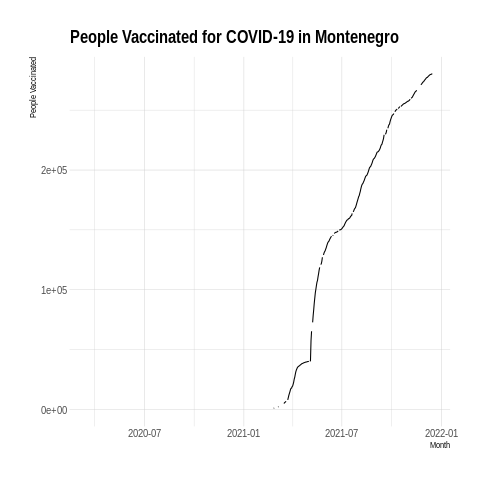 People Vaccinated for COVID-19 in Montenegro
People Vaccinated
2e+05
1e+05
0e+00
2020-07
2021-01
2021-07
2022-01
Month